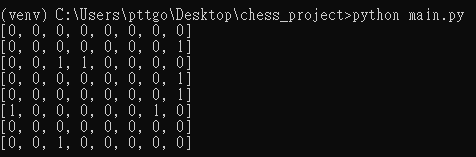 (venv) C:\Users\pttgo\Desktop\chess_project>python main.py
[0, 0, 0, 0, 0, 0, 0, 0]
[0, 0, 0, 0, 0, 0, 0, 1]
[0, 0, 1, 1, 0, 0, 0, 0]
[0, 0, 0, 0, 0, 0, 0, 1]
[0, 0, 0, 0, 0, 0, 0, 1]
[1, 0, 0, 0, 0, 0, 1, 0]
[0, 0, 0, 0, 0, 0, 0, 0]
[0, 0, 1, 0, 0, 0, 0, 0]